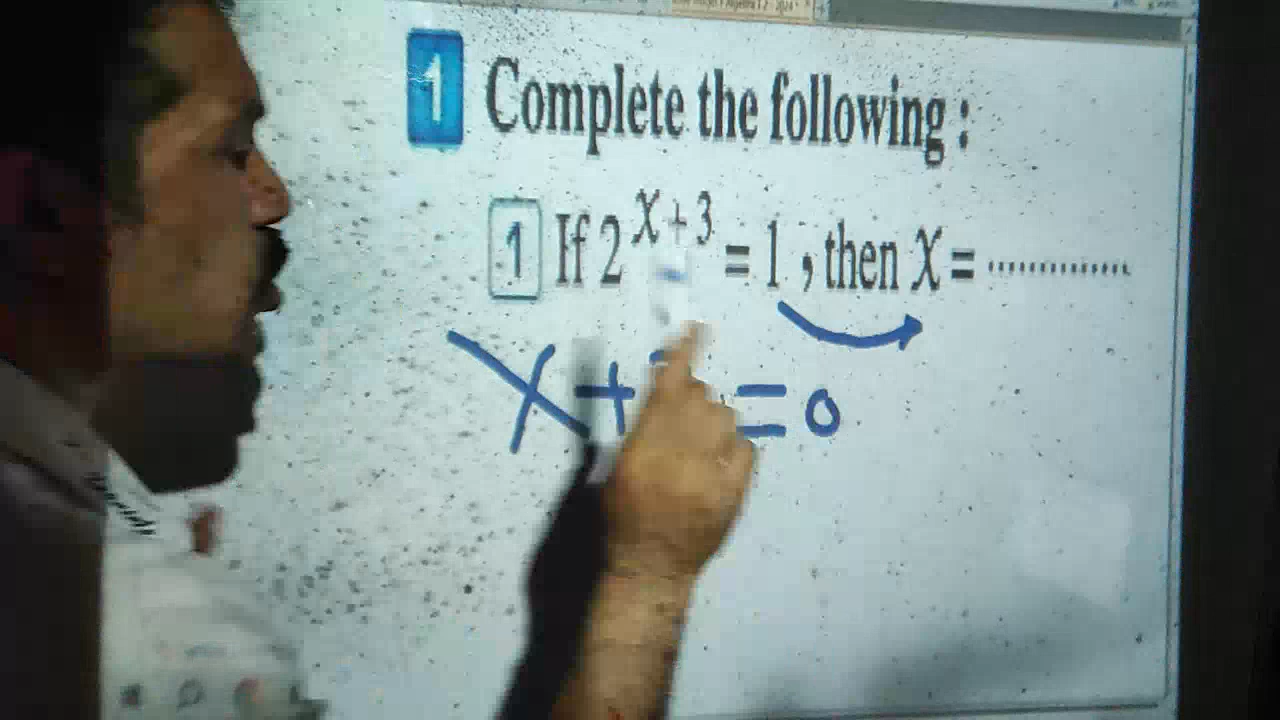 1 Complete the following :
1 If 2^{X+3} = 1 , then X = ..............
X+ = 0